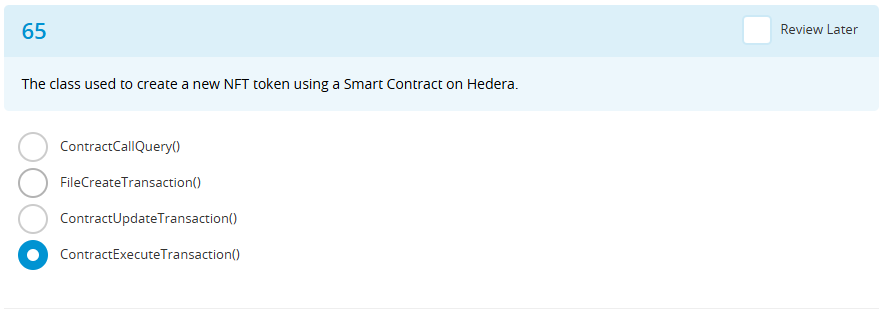 65
Review Later
The class used to create a new NFT token using a Smart Contract on Hedera.
ContractCallQuery()
FileCreateTransaction()
ContractUpdateTransaction()
ContractExecuteTransaction()